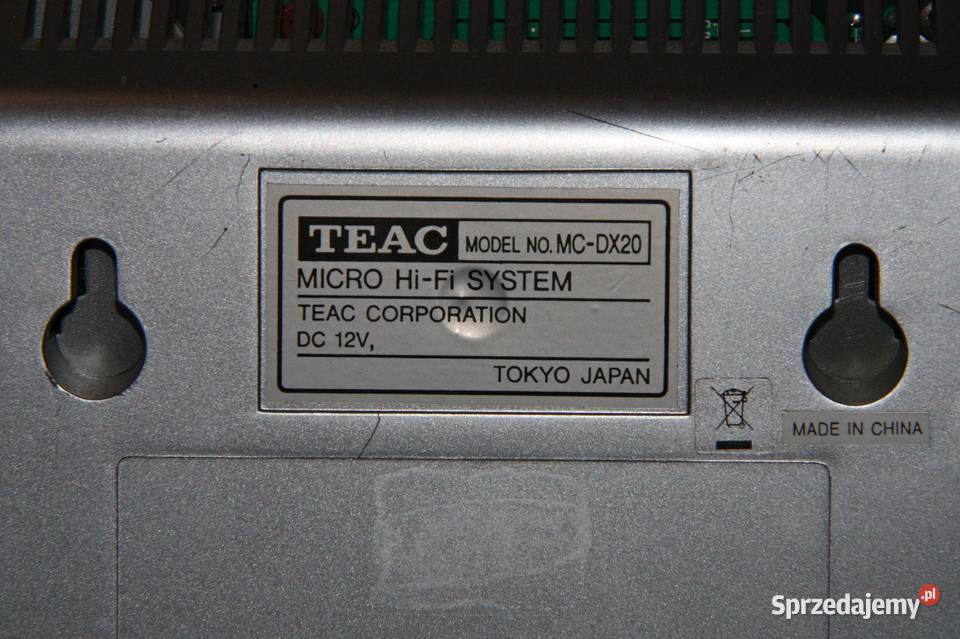 TEAC MODEL NO. MC-DX20
MICRO Hi-Fi SYSTEM
TEAC CORPORATION
DC 12V,
TOKYO JAPAN
MADE IN CHINA
Sprzedajemy.pl